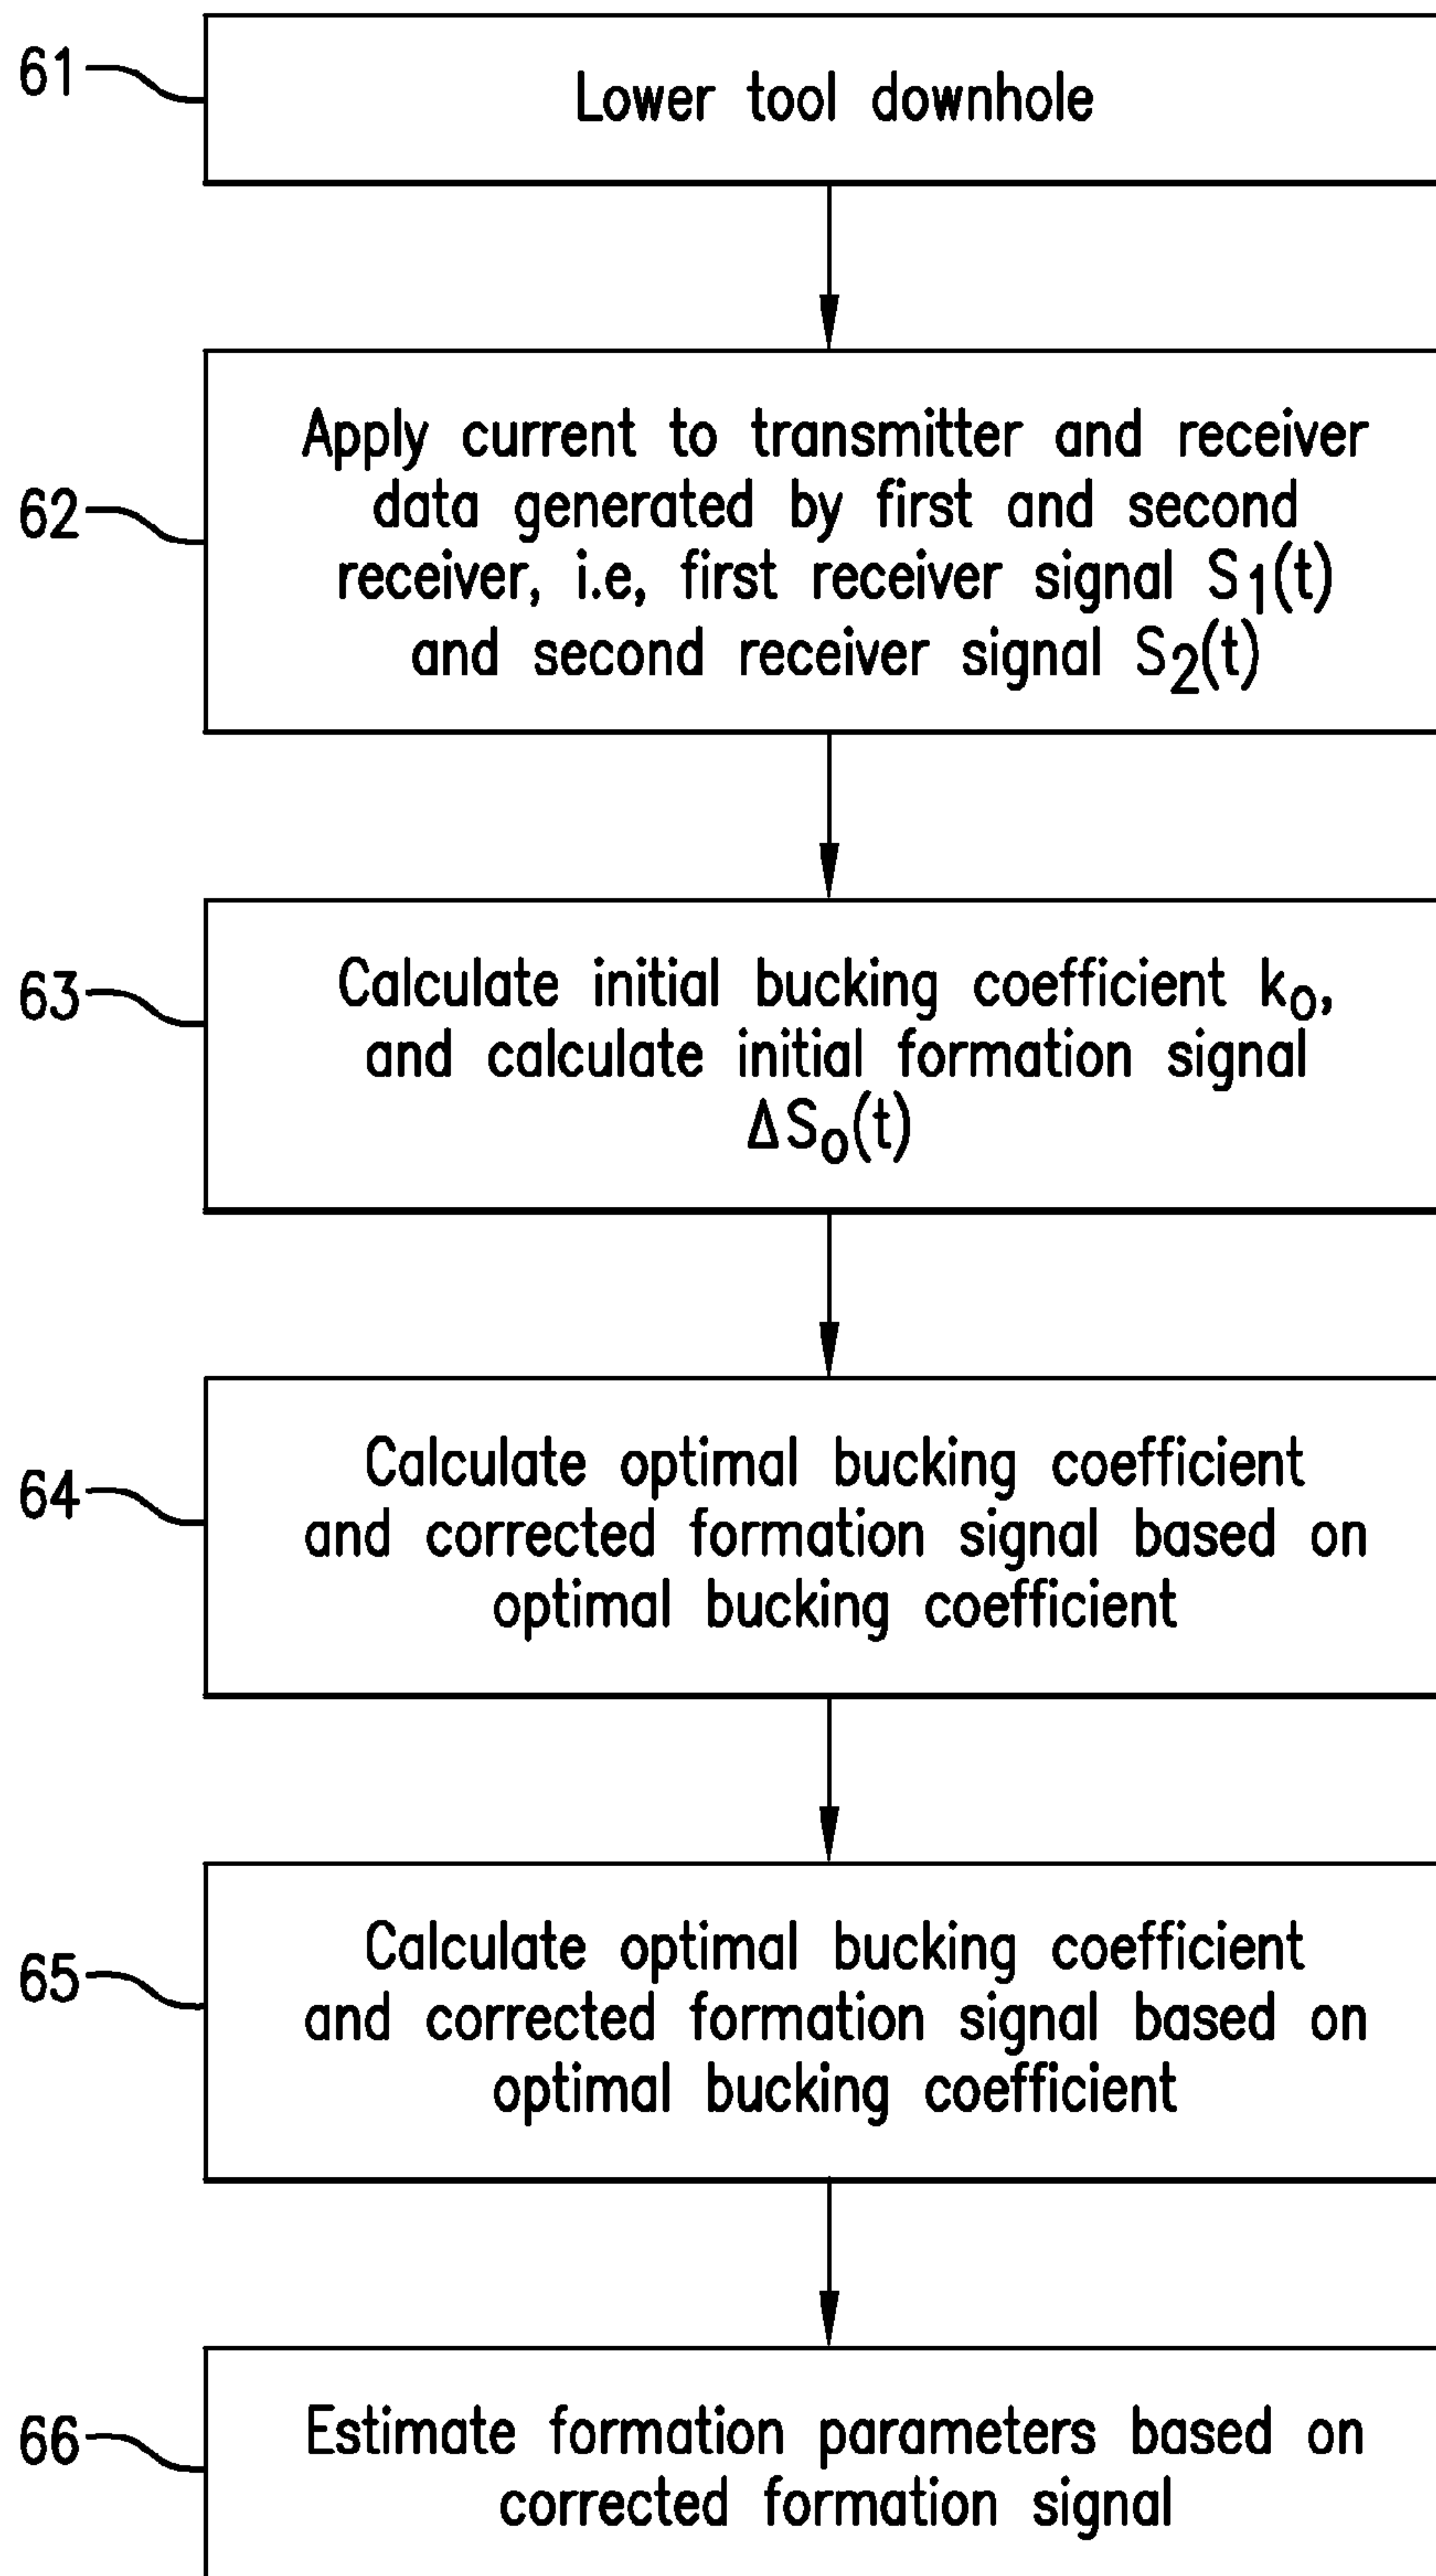 61
Lower tool downhole
62
Apply current to transmitter and receiver
data generated by first and second
receiver, i.e, first receiver signal S₁(t)
and second receiver signal S₂(t)
63
Calculate initial bucking coefficient k₀,
and calculate initial formation signal
ΔS₀(t)
64
Calculate optimal bucking coefficient
and corrected formation signal based on
optimal bucking coefficient
65
Calculate optimal bucking coefficient
and corrected formation signal based on
optimal bucking coefficient
66
Estimate formation parameters based on
corrected formation signal